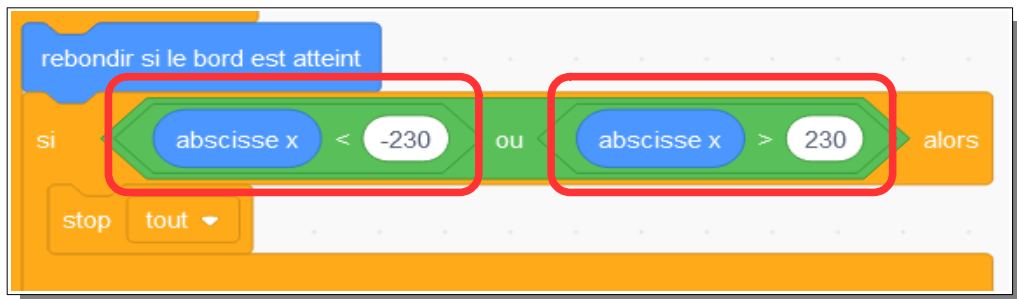 rebondir si le bord est atteint
si abscisse x < -230 ou abscisse x > 230 alors
stop tout